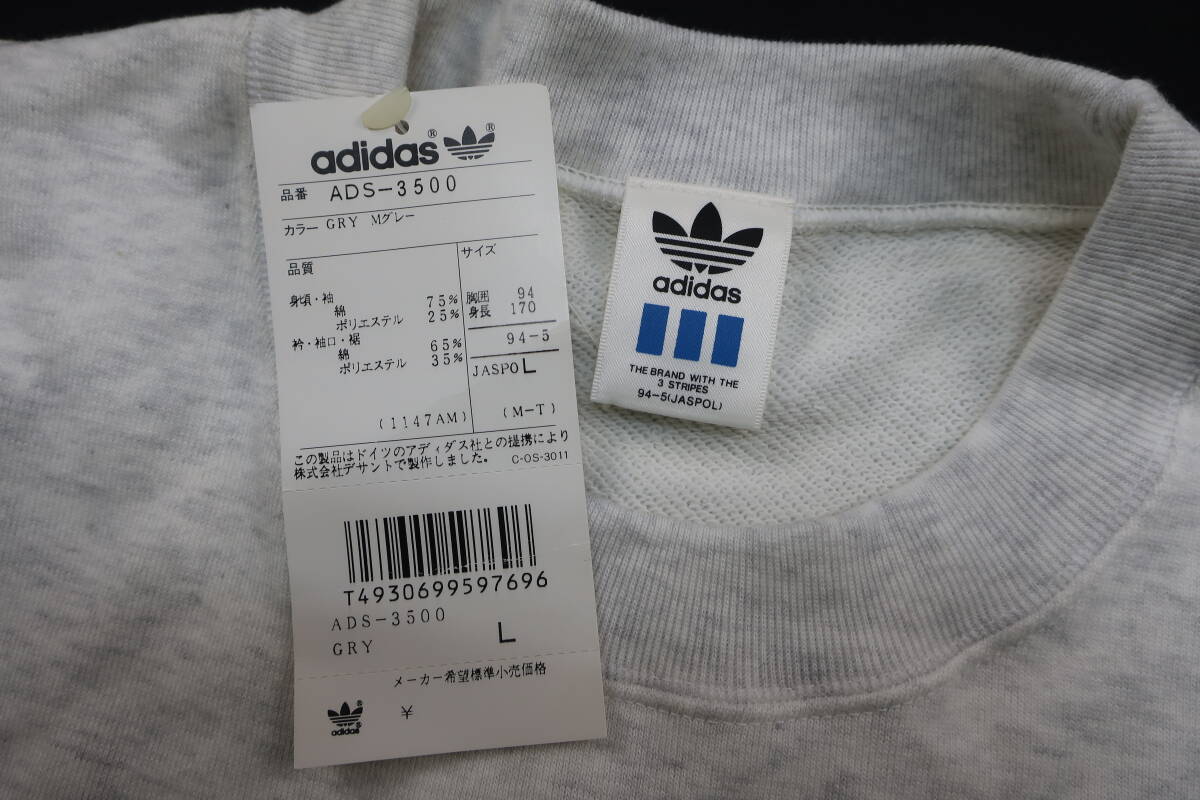 adidas® ®
品番 ADS-3500
カラー GRY Mグレー
品質
身頃・袖
綿 75%
ポリエステル 25%
衿・袖口・裾
綿 65%
ポリエステル 35%
(1147AM)
サイズ
胸囲 94
身長 170
94-5
JASPO L
(M-T)
この製品はドイツのアディダス社との提携により
株式会社デサントで製作しました。 C-OS-3011
T4930699597696
ADS-3500
GRY L
メーカー希望標準小売価格
adidas® ¥
adidas
THE BRAND WITH THE
3 STRIPES
94-5(JASPOL)